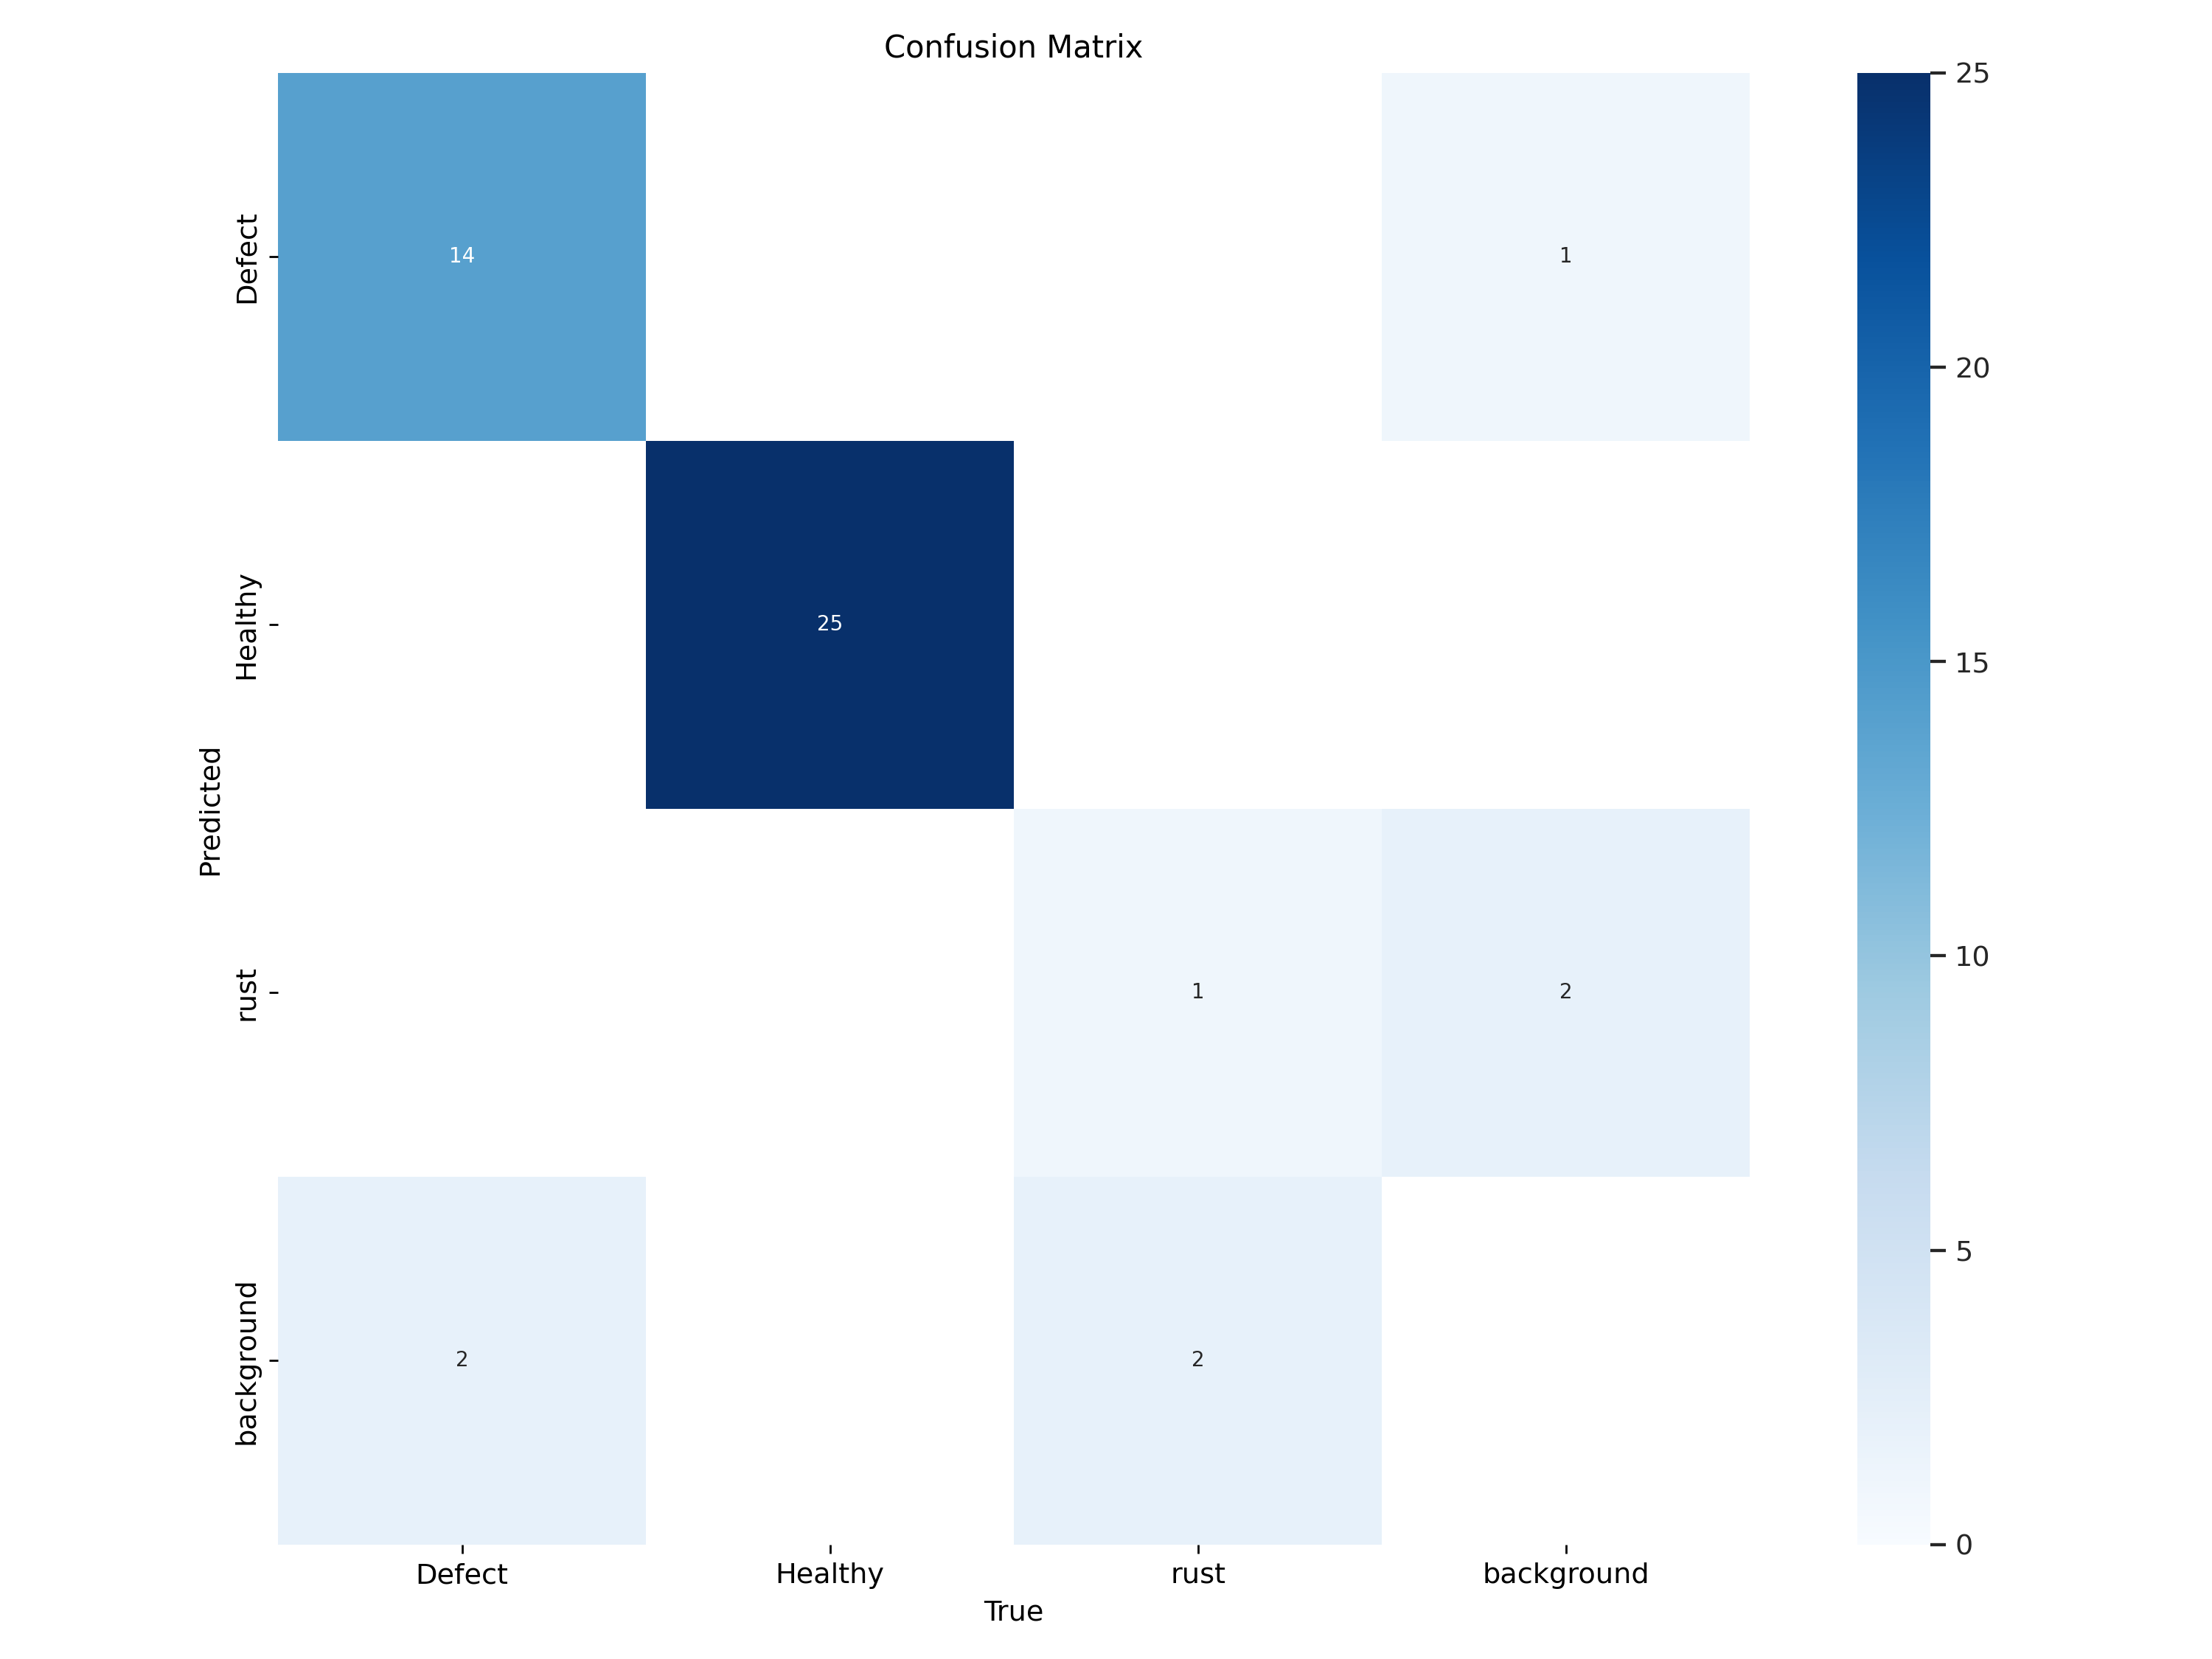 Confusion Matrix
Defect
Healthy
rust
background
Predicted
14
1
25
1
2
2
2
Defect
Healthy
rust
background
True
25
20
15
10
5
0